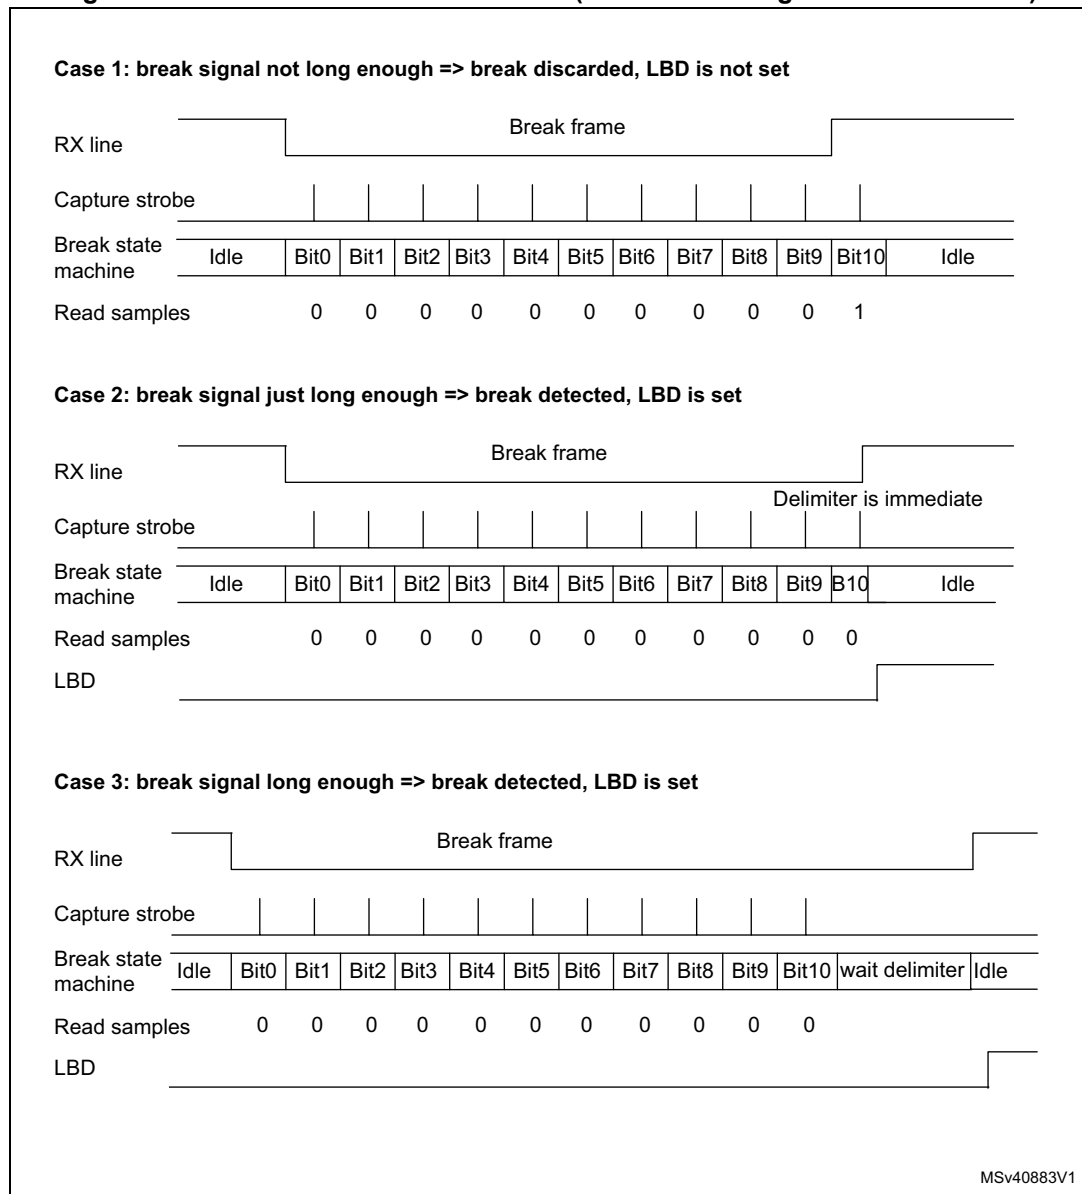 Case 1: break signal not long enough => break discarded, LBD is not set
Break frame
RX line
Capture strobe
Break state machine Idle Bit0 Bit1 Bit2 Bit3 Bit4 Bit5 Bit6 Bit7 Bit8 Bit9 Bit10 Idle
Read samples 0 0 0 0 0 0 0 0 0 0 1
Case 2: break signal just long enough => break detected, LBD is set
Break frame
RX line
Delimiter is immediate
Capture strobe
Break state machine Idle Bit0 Bit1 Bit2 Bit3 Bit4 Bit5 Bit6 Bit7 Bit8 Bit9 B10 Idle
Read samples 0 0 0 0 0 0 0 0 0 0 0
LBD
Case 3: break signal long enough => break detected, LBD is set
Break frame
RX line
Capture strobe
Break state machine Idle Bit0 Bit1 Bit2 Bit3 Bit4 Bit5 Bit6 Bit7 Bit8 Bit9 Bit10 wait delimiter Idle
Read samples 0 0 0 0 0 0 0 0 0 0 0
LBD
MSv40883V1